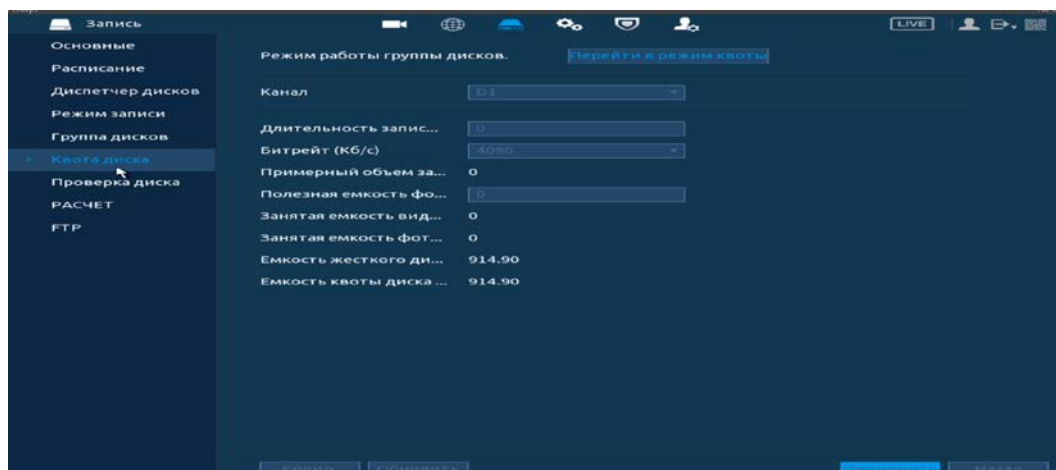 Запись
LIVE
Основные
Расписание
Диспетчер дисков
Режим записи
Группа дисков
Квота диска
Проверка диска
РАСЧЕТ
FTP
Режим работы группы дисков.
Перейти в режим квоты
Канал D1
Длительность запис... 0
Битрейт (Кб/с) 4096
Примерный объем за... 0
Полезная емкость фо... 0
Занятая емкость вид... 0
Занятая емкость фот... 0
Емкость жесткого ди... 914.90
Емкость квоты диска ... 914.90
Копию Обновить